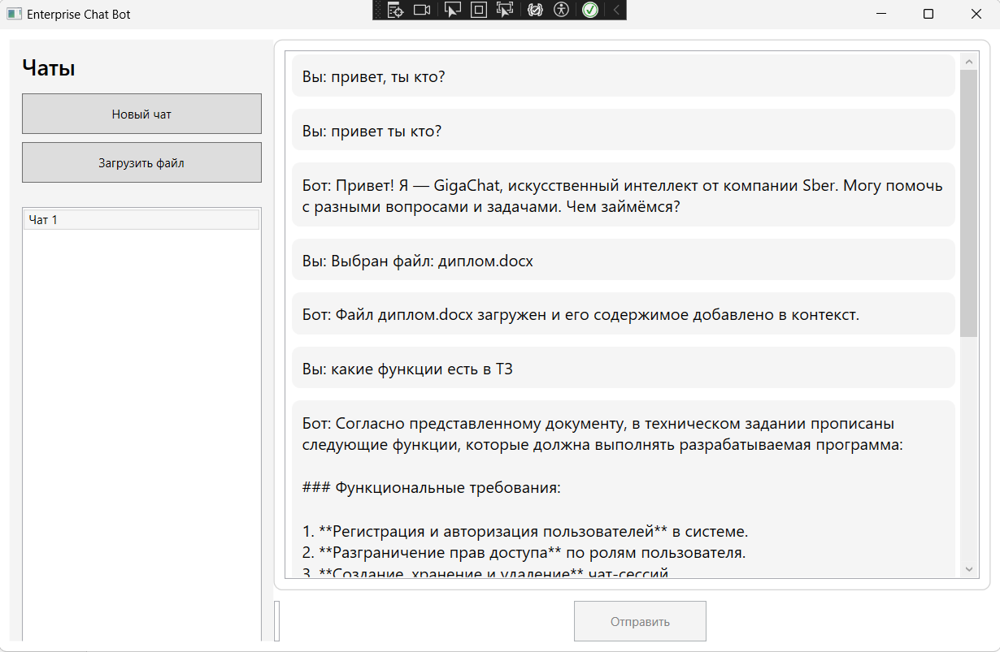 Enterprise Chat Bot
Чаты
Новый чат
Загрузить файл
Чат 1
Вы: привет, ты кто?
Вы: привет ты кто?
Бот: Привет! Я — GigaChat, искусственный интеллект от компании Sber. Могу помочь
с разными вопросами и задачами. Чем займёмся?
Вы: Выбран файл: диплом.docx
Бот: Файл диплом.docx загружен и его содержимое добавлено в контекст.
Вы: какие функции есть в ТЗ
Бот: Согласно представленному документу, в техническом задании прописаны
следующие функции, которые должна выполнять разрабатываемая программа:
### Функциональные требования:
1. **Регистрация и авторизация пользователей** в системе.
2. **Разграничение прав доступа** по ролям пользователя.
3. **Создание, хранение и удаление** чат-сессий
Отправить